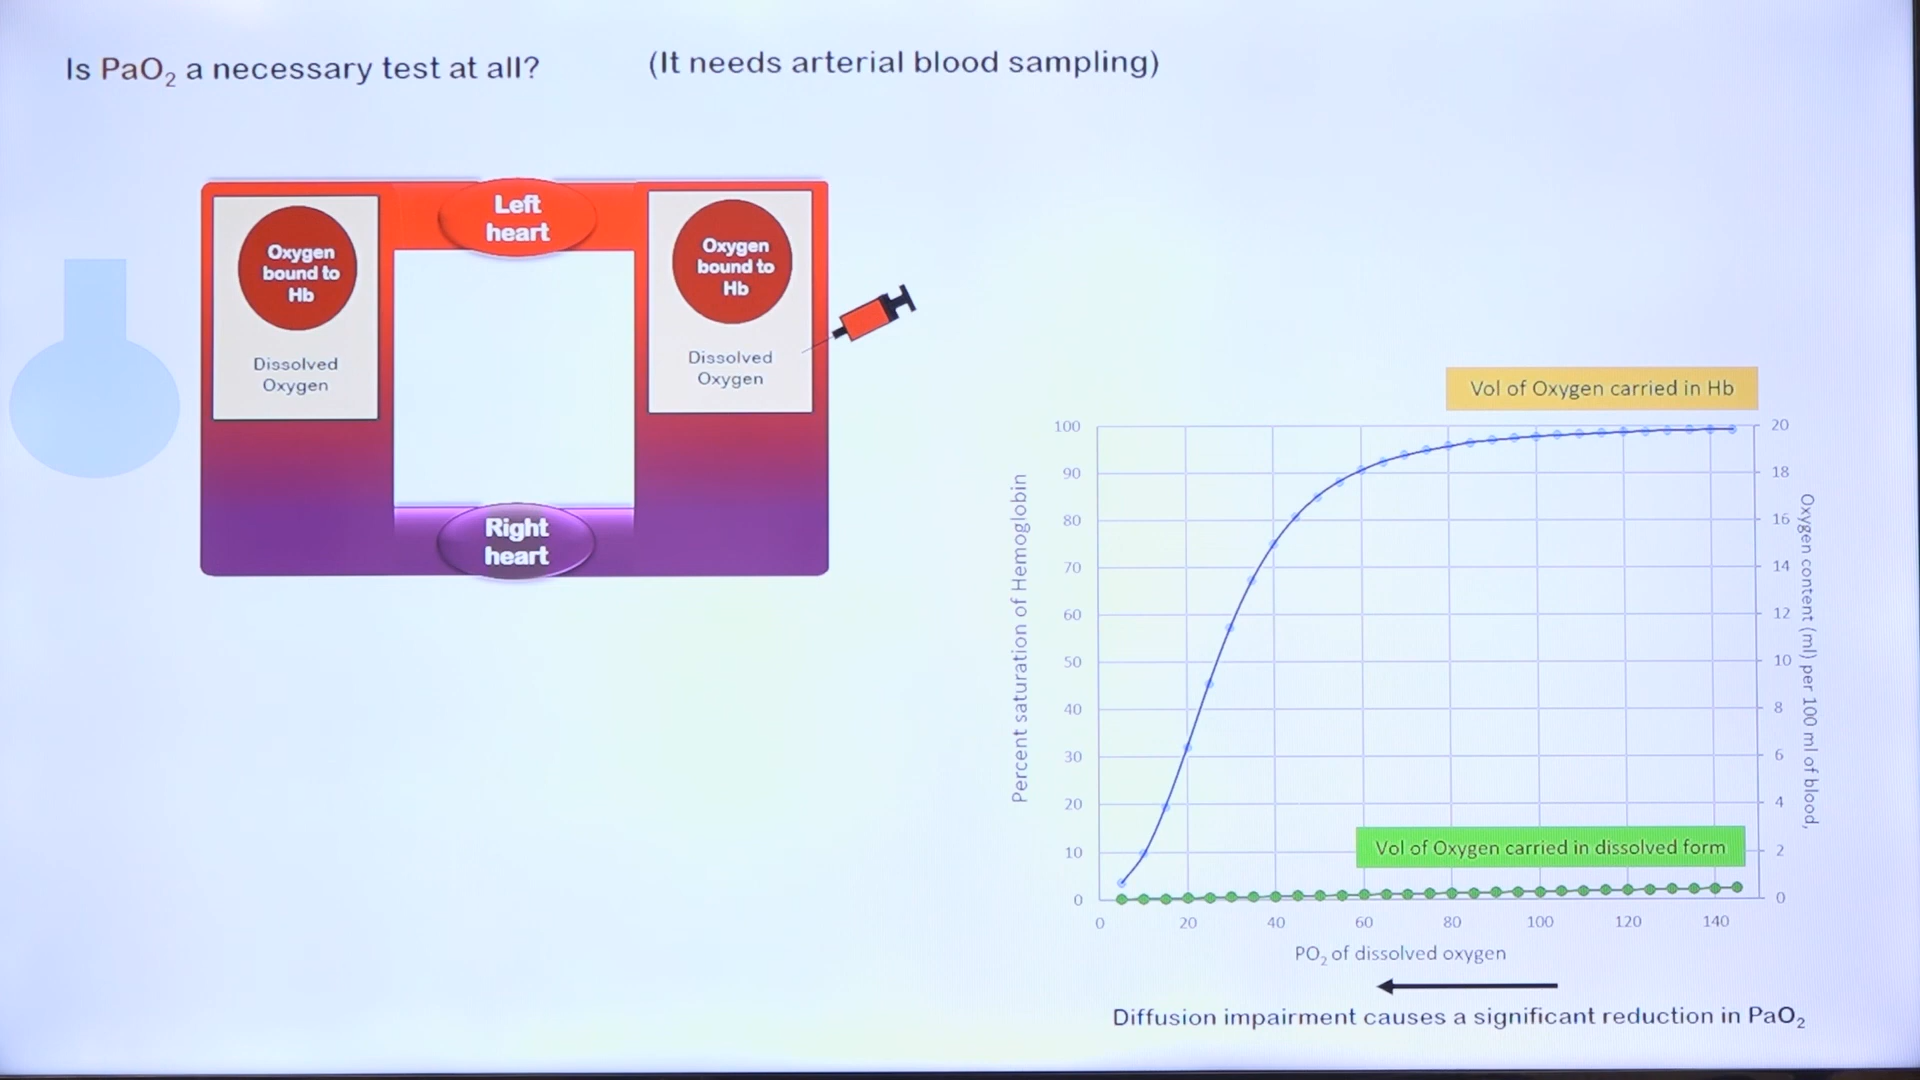 Is PaO₂ a necessary test at all?
(It needs arterial blood sampling)
Left
heart
Oxygen
bound to
Hb
Dissolved
Oxygen
Oxygen
bound to
Hb
Dissolved
Oxygen
Right
heart
Vol of Oxygen carried in Hb
Percent saturation of Hemoglobin
100
90
80
70
60
50
40
30
20
10
0
20
18
16
14
12
10
8
6
4
2
0
Oxygen content (ml) per 100 ml of blood,
Vol of Oxygen carried in dissolved form
0 20 40 60 80 100 120 140
PO₂ of dissolved oxygen
Diffusion impairment causes a significant reduction in PaO₂